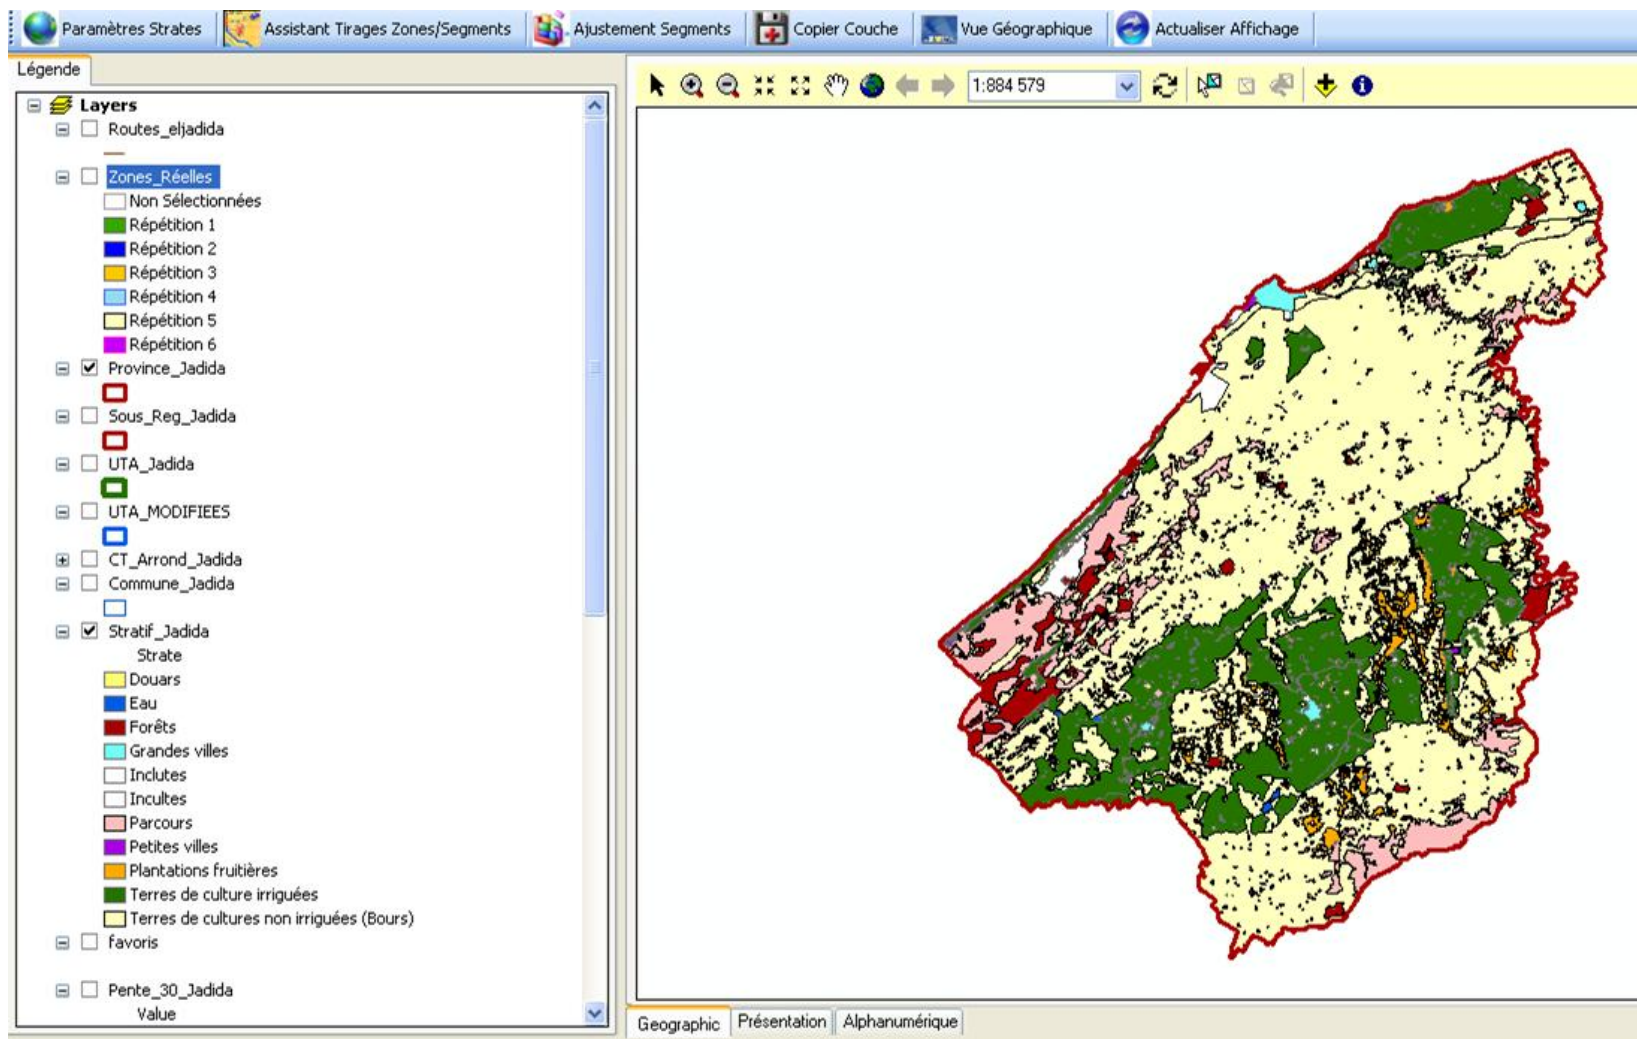 Paramètres Strates Assistant Tirages Zones/Segments Ajustement Segments Copier Couche Vue Géographique Actualiser Affichage
Légende
1:884 579
Layers
Routes_eljadida
Zones_Réelles
Non Sélectionnées
Répétition 1
Répétition 2
Répétition 3
Répétition 4
Répétition 5
Répétition 6
Province_Jadida
Sous_Reg_Jadida
UTA_Jadida
UTA_MODIFIEES
CT_Arrond_Jadida
Commune_Jadida
Stratif_Jadida
Strate
Douars
Eau
Forêts
Grandes villes
Inclutes
Incultes
Parcours
Petites villes
Plantations fruitières
Terres de culture irriguées
Terres de cultures non irriguées (Bours)
favoris
Pente_30_Jadida
Value
Geographic Présentation Alphanumérique